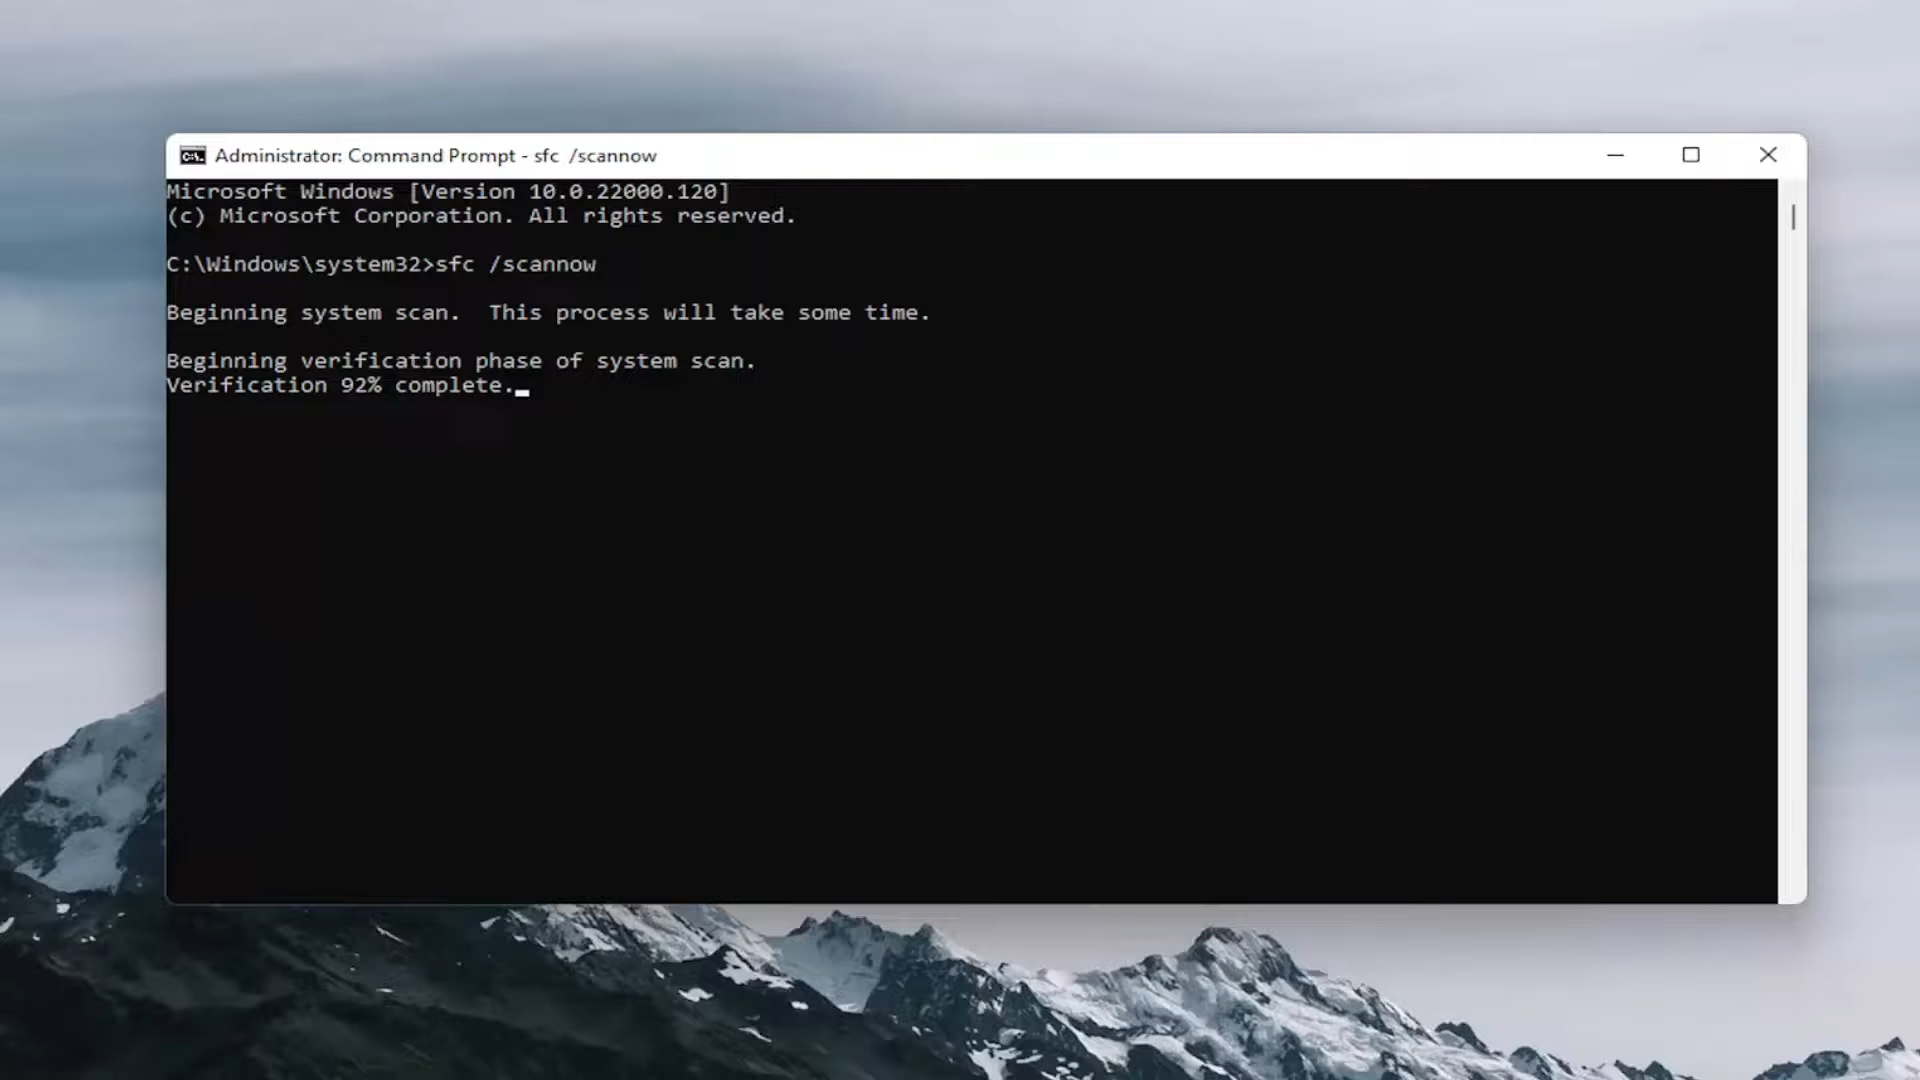 Administrator: Command Prompt - sfc  /scannow
Microsoft Windows [Version 10.0.22000.120]
(c) Microsoft Corporation. All rights reserved.
C:\Windows\system32>sfc /scannow
Beginning system scan.  This process will take some time.
Beginning verification phase of system scan.
Verification 92% complete.